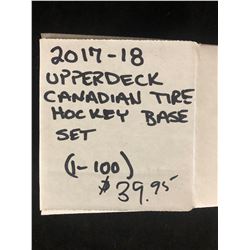 2017-18
UPPERDECK
CANADIAN TIRE
HOCKEY BASE
SET
(1-100)
$39.95